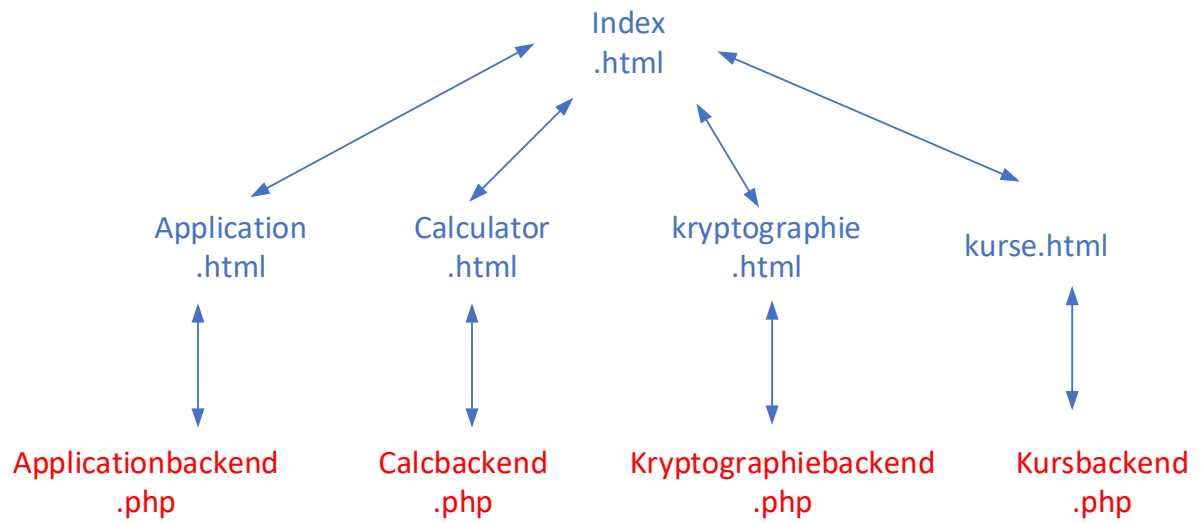 Index
.html
Application
.html
Calculator
.html
kryptographie
.html
kurse.html
Applicationbackend
.php
Calcbackend
.php
Kryptographiebackend
.php
Kursbackend
.php